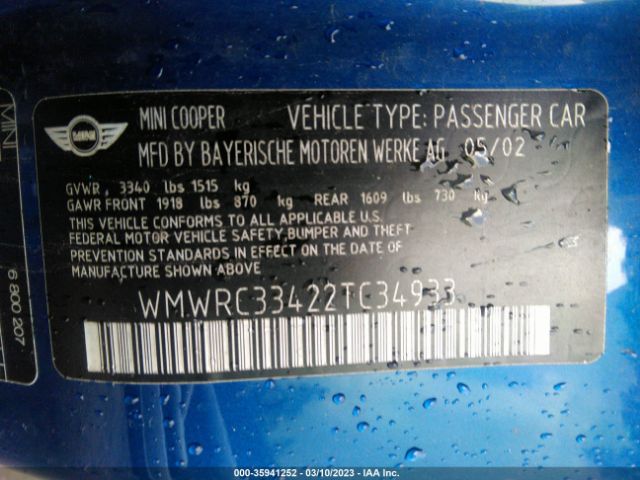 MINI
MINI COOPER VEHICLE TYPE: PASSENGER CAR
MFD BY BAYERISCHE MOTOREN WERKE AG 05/02
GVWR, 3340 lbs 1515 kg
GAWR FRONT 1918 lbs 870 kg REAR 1609 lbs 730 kg
THIS VEHICLE CONFORMS TO ALL APPLICABLE U.S.
FEDERAL MOTOR VEHICLE SAFETY,BUMPER AND THEFT
PREVENTION STANDARDS IN EFFECT ON THE DATE OF
MANUFACTURE SHOWN ABOVE.
WMWRC33422TC34933
MINI
6 800 207
000-35941252 - 03/10/2023 - IAA Inc.